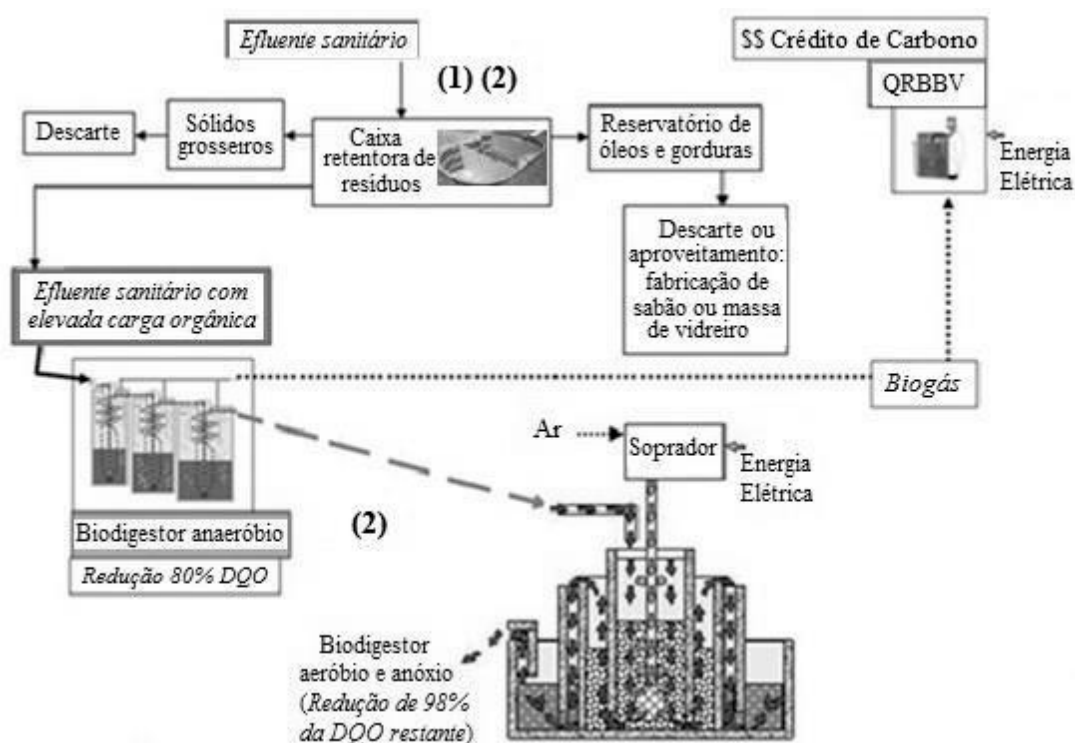 Efluente sanitário
(1) (2)
$$ Crédito de Carbono
QRBBV
Energia
Elétrica
Descarte
Sólidos
grosseiros
Caixa
retentora de
resíduos
Reservatório de
óleos e gorduras
Descarte ou
aproveitamento:
fabricação de
sabão ou massa
de vidreiro
Efluente sanitário com
elevada carga orgânica
Biogás
Ar
Soprador
Energia
Elétrica
Biodigestor anaeróbio
Redução 80% DQO
(2)
Biodigestor
aeróbio e anóxio
(Redução de 98%
da DQO restante)